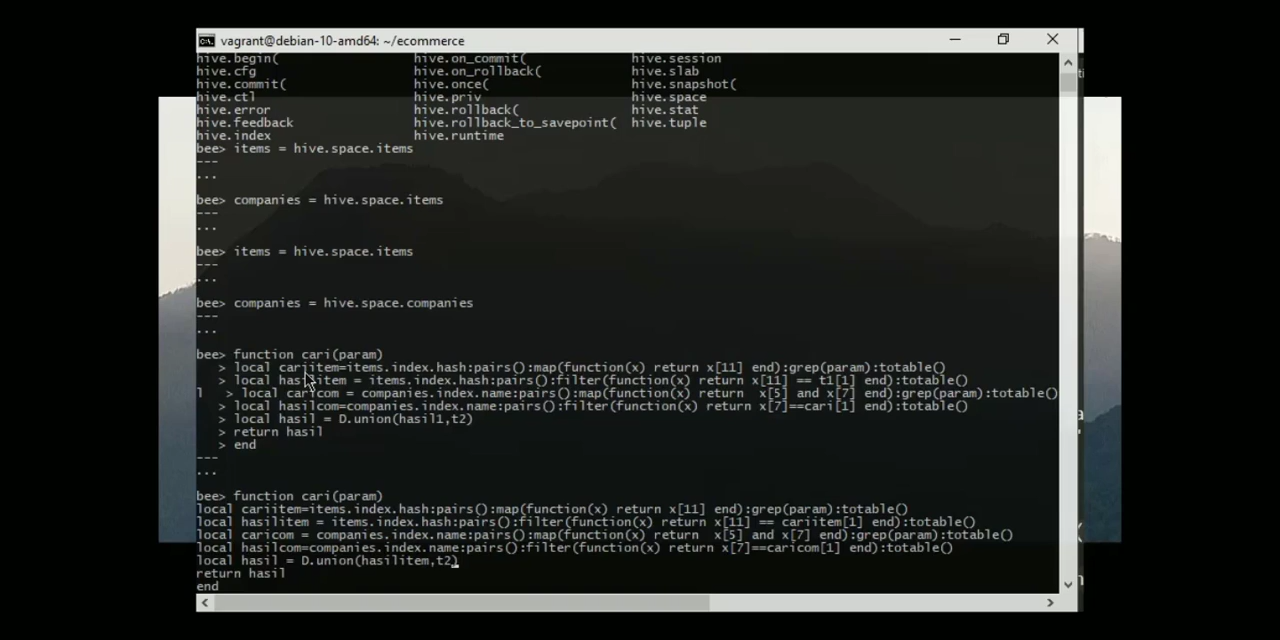 vagrant@debian-10-amd64: ~/ecommerce
hive.begin( hive.on_commit( hive.session
hive.cfg hive.on_rollback( hive.slab
hive.commit( hive.once( hive.snapshot(
hive.ctl hive.priv hive.space
hive.error hive.rollback( hive.stat
hive.feedback hive.rollback_to_savepoint( hive.tuple
hive.index hive.runtime
bee> items = hive.space.items
---
...
bee> companies = hive.space.items
---
...
bee> items = hive.space.items
---
...
bee> companies = hive.space.companies
---
...
bee> function cari(param)
> local cariitem=items.index.hash:pairs():map(function(x) return x[11] end):grep(param):totable()
> local hasilitem = items.index.hash:pairs():filter(function(x) return x[11] == t1[1] end):totable()
l > local caricom = companies.index.name:pairs():map(function(x) return  x[5] and x[7] end):grep(param):totable()
> local hasilcom=companies.index.name:pairs():filter(function(x) return x[7]==cari[1] end):totable()
> local hasil = D.union(hasil1,t2)
> return hasil
> end
---
...
bee> function cari(param)
local cariitem=items.index.hash:pairs():map(function(x) return x[11] end):grep(param):totable()
local hasilitem = items.index.hash:pairs():filter(function(x) return x[11] == cariitem[1] end):totable()
local caricom = companies.index.name:pairs():map(function(x) return  x[5] and x[7] end):grep(param):totable()
local hasilcom=companies.index.name:pairs():filter(function(x) return x[7]==caricom[1] end):totable()
local hasil = D.union(hasilitem,t2)
return hasil
end